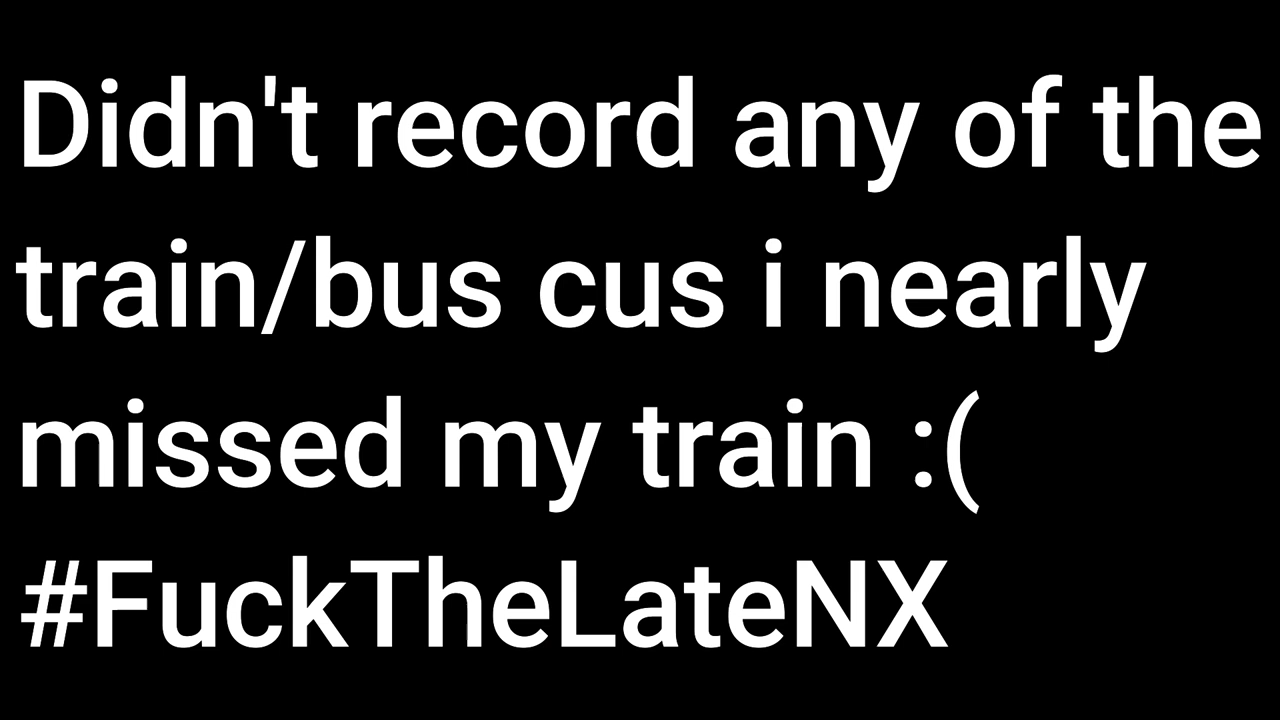 Didn't record any of the
train/bus cus i nearly
missed my train :(
#FuckTheLateNX